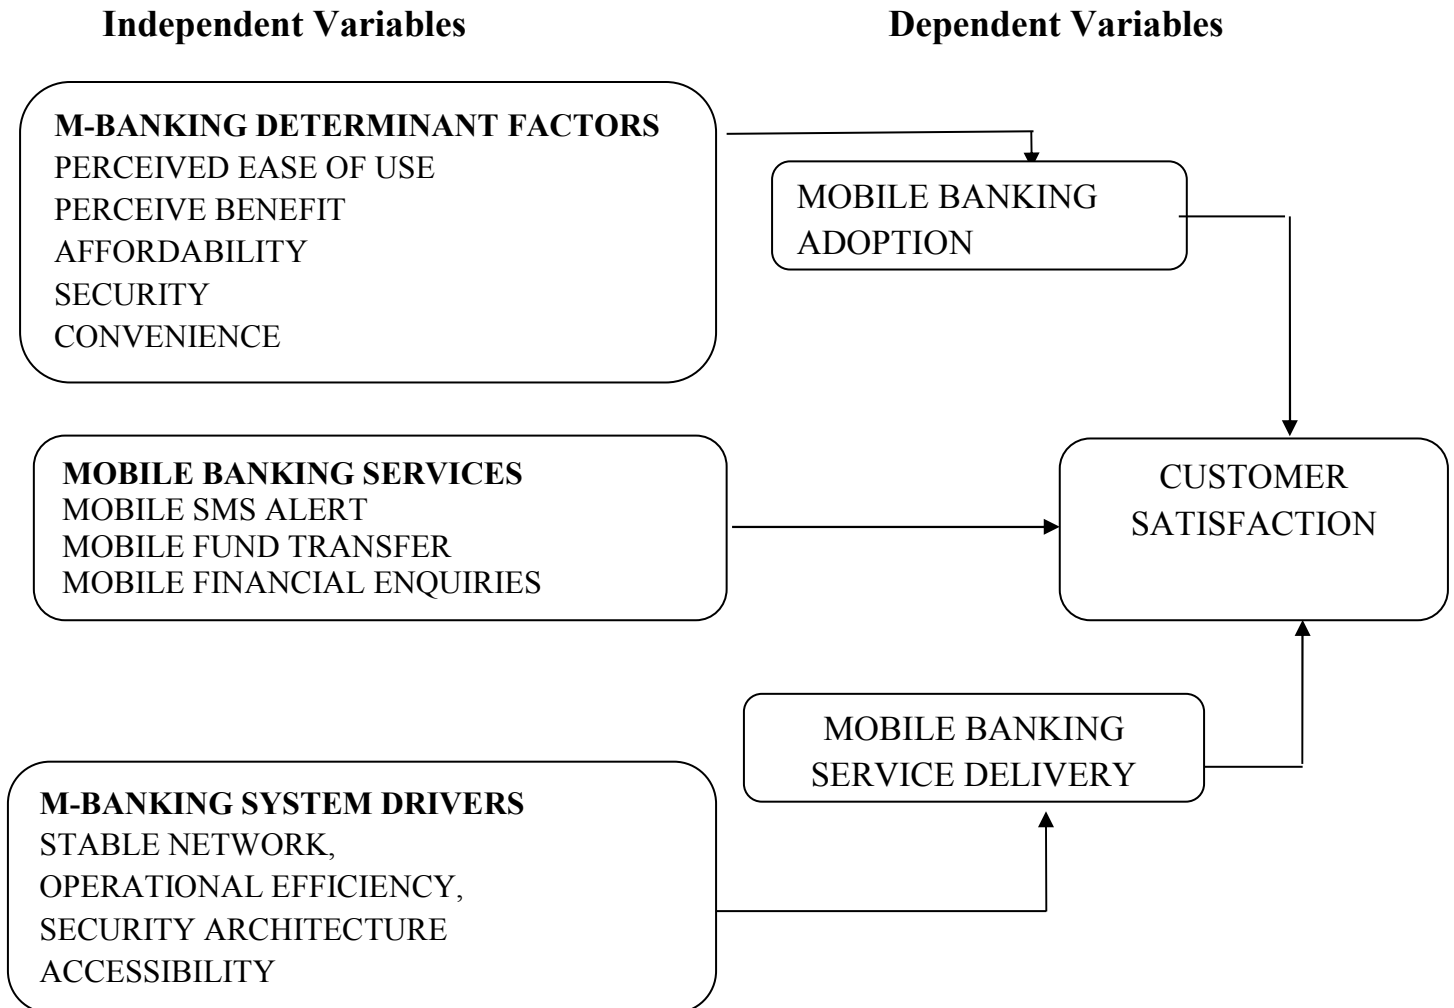 Independent Variables
Dependent Variables
M-BANKING DETERMINANT FACTORS
PERCEIVED EASE OF USE
PERCEIVE BENEFIT
AFFORDABILITY
SECURITY
CONVENIENCE
MOBILE BANKING
ADOPTION
MOBILE BANKING SERVICES
MOBILE SMS ALERT
MOBILE FUND TRANSFER
MOBILE FINANCIAL ENQUIRIES
CUSTOMER
SATISFACTION
MOBILE BANKING
SERVICE DELIVERY
M-BANKING SYSTEM DRIVERS
STABLE NETWORK,
OPERATIONAL EFFICIENCY,
SECURITY ARCHITECTURE
ACCESSIBILITY